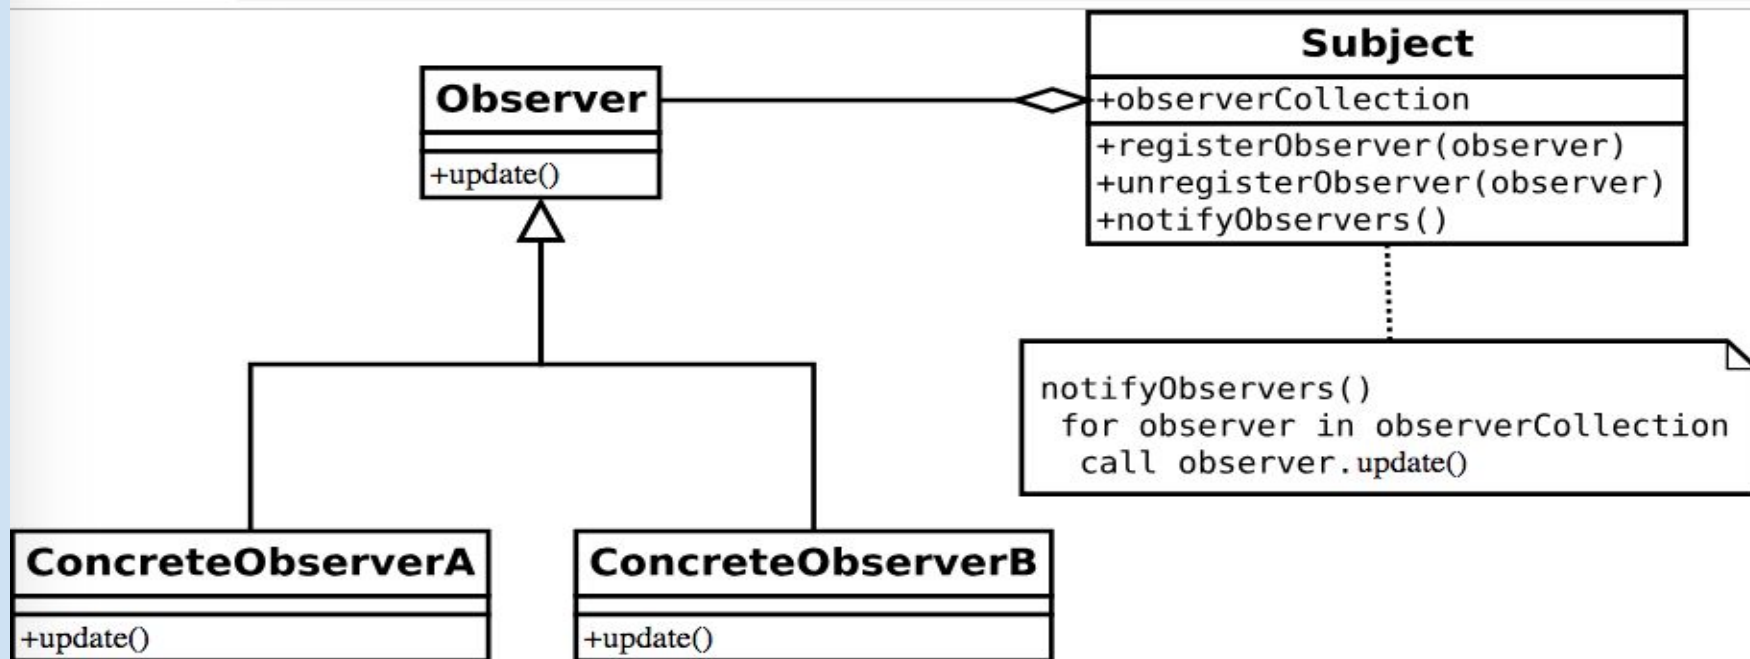 Observer
+update()
Subject
+observerCollection
+registerObserver(observer)
+unregisterObserver(observer)
+notifyObservers()
notifyObservers()
for observer in observerCollection
call observer.update()
ConcreteObserverA
+update()
ConcreteObserverB
+update()